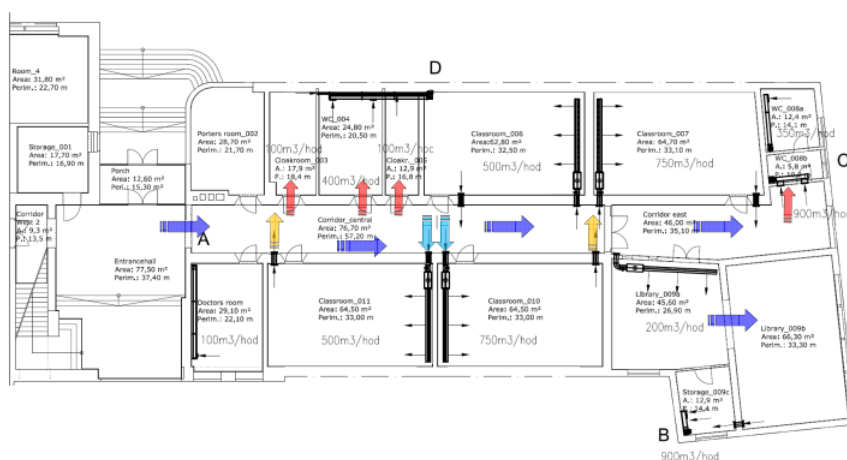 D
Room_4
Area: 31,80 m²
Perim.: 22,70 m
Storage_001
Area: 17,70 m²
Perim.: 16,90 m
Porch
Area: 12,60 m²
Perim.: 15,30 m
Porters room_002
Area: 28,70 m²
Perim.: 21,70 m
100m3/hod
Cloakroom_003
Area: 17,9 m²
P.: 18,4 m
WC_004
Area: 24,80 m²
Perim.: 20,50 m
400m3/hod
100m3/hod
Cloakr._005
Area: 12,9 m²
P.: 16,8 m
Classroom_006
Area: 62,80 m²
Perim.: 32,50 m
500m3/hod
Classroom_007
Area: 64,70 m²
Perim.: 33,10 m
750m3/hod
WC_008a
A.: 12,4 m²
P.: 14,1 m
350m3/hod
WC_008b
A.: 5,8 m²
C
900m3/hod
Corridor
West 2
A.: 9,3 m²
P.: 13,5 m
A
Entrancehall
Area: 77,50 m²
Perim.: 37,40 m
Corridor_central
Area: 76,70 m²
Perim.: 57,20 m
Corridor east
Area: 46,00 m²
Perim.: 35,10 m
Doctors room
Area: 29,10 m²
Perim.: 22,10 m
100m3/hod
Classroom_011
Area: 64,50 m²
Perim.: 33,00 m
500m3/hod
Classroom_010
Area: 64,50 m²
Perim.: 33,00 m
750m3/hod
Library_009a
Area: 45,60 m²
Perim.: 26,90 m
200m3/hod
Library_009b
Area: 66,30 m²
Perim.: 33,30 m
Storage_009c
A.: 12,9 m²
P.: 14,4 m
B
900m3/hod